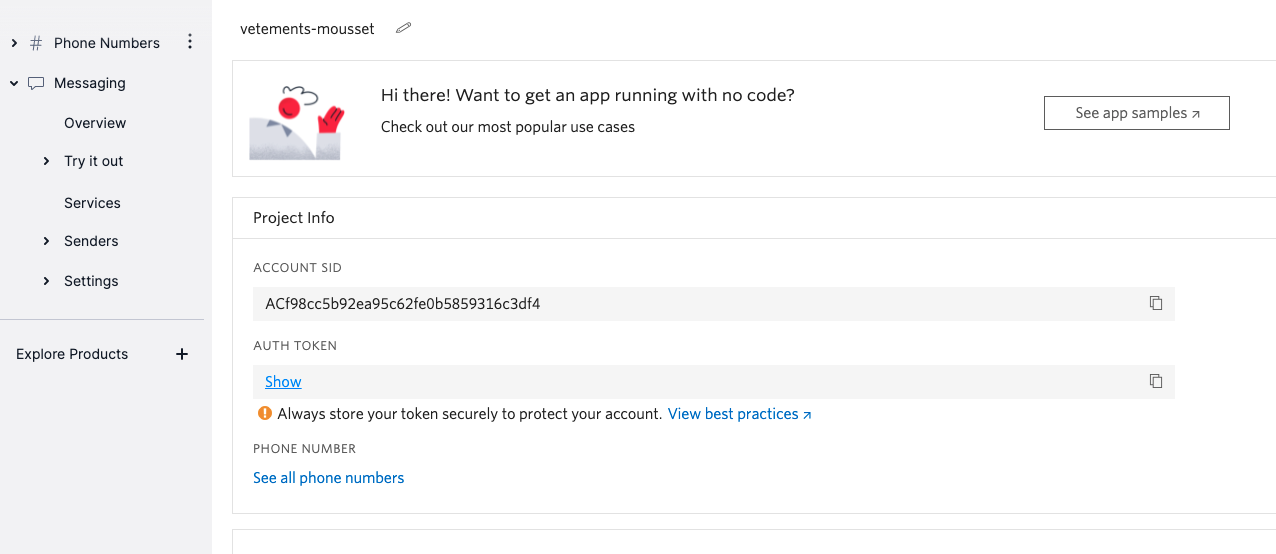 vetements-mousset
# Phone Numbers
Messaging
Overview
Try it out
Services
Senders
Settings
Explore Products +
Hi there! Want to get an app running with no code?
Check out our most popular use cases
See app samples ↗
Project Info
ACCOUNT SID
ACf98cc5b92ea95c62fe0b5859316c3df4
AUTH TOKEN
Show
Always store your token securely to protect your account. View best practices ↗
PHONE NUMBER
See all phone numbers